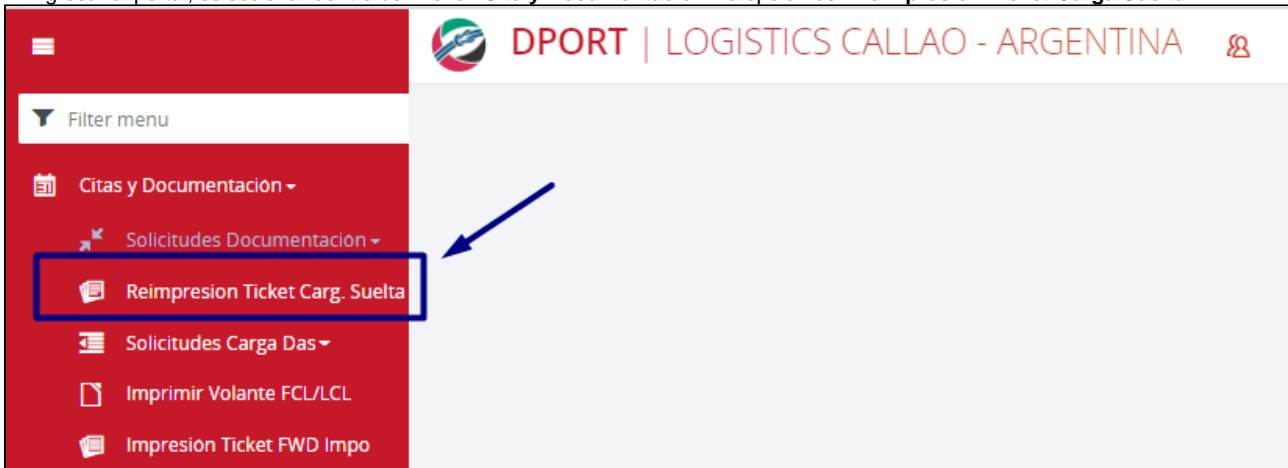 DPORT | LOGISTICS CALLAO - ARGENTINA
Filter menu
Citas y Documentación
Solicitudes Documentación
Reimpresion Ticket Carg. Suelta
Solicitudes Carga Das
Imprimir Volante FCL/LCL
Impresión Ticket FWD Impo